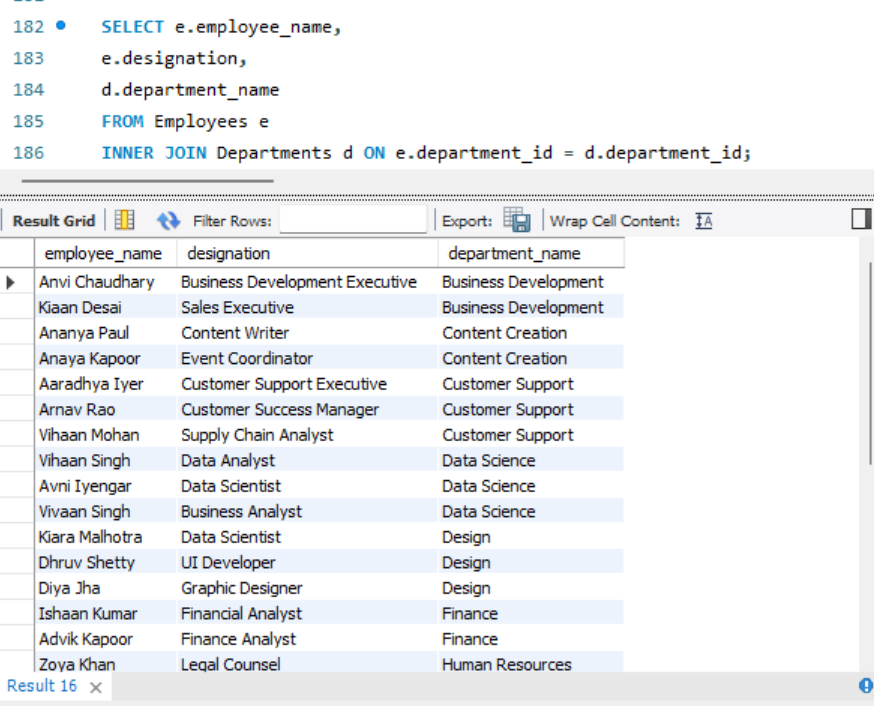 182 SELECT e.employee_name,
183 e.designation,
184 d.department_name
185 FROM Employees e
186 INNER JOIN Departments d ON e.department_id = d.department_id;
Result Grid Filter Rows: Export: Wrap Cell Content: IA
employee_name designation department_name
Anvi Chaudhary Business Development Executive Business Development
Kiaan Desai Sales Executive Business Development
Ananya Paul Content Writer Content Creation
Anaya Kapoor Event Coordinator Content Creation
Aaradhya Iyer Customer Support Executive Customer Support
Arnav Rao Customer Success Manager Customer Support
Vihaan Mohan Supply Chain Analyst Customer Support
Vihaan Singh Data Analyst Data Science
Avni Iyengar Data Scientist Data Science
Vivaan Singh Business Analyst Data Science
Kiara Malhotra Data Scientist Design
Dhruv Shetty UI Developer Design
Diya Jha Graphic Designer Design
Ishaan Kumar Financial Analyst Finance
Advik Kapoor Finance Analyst Finance
Zoya Khan Legal Counsel Human Resources
Result 16